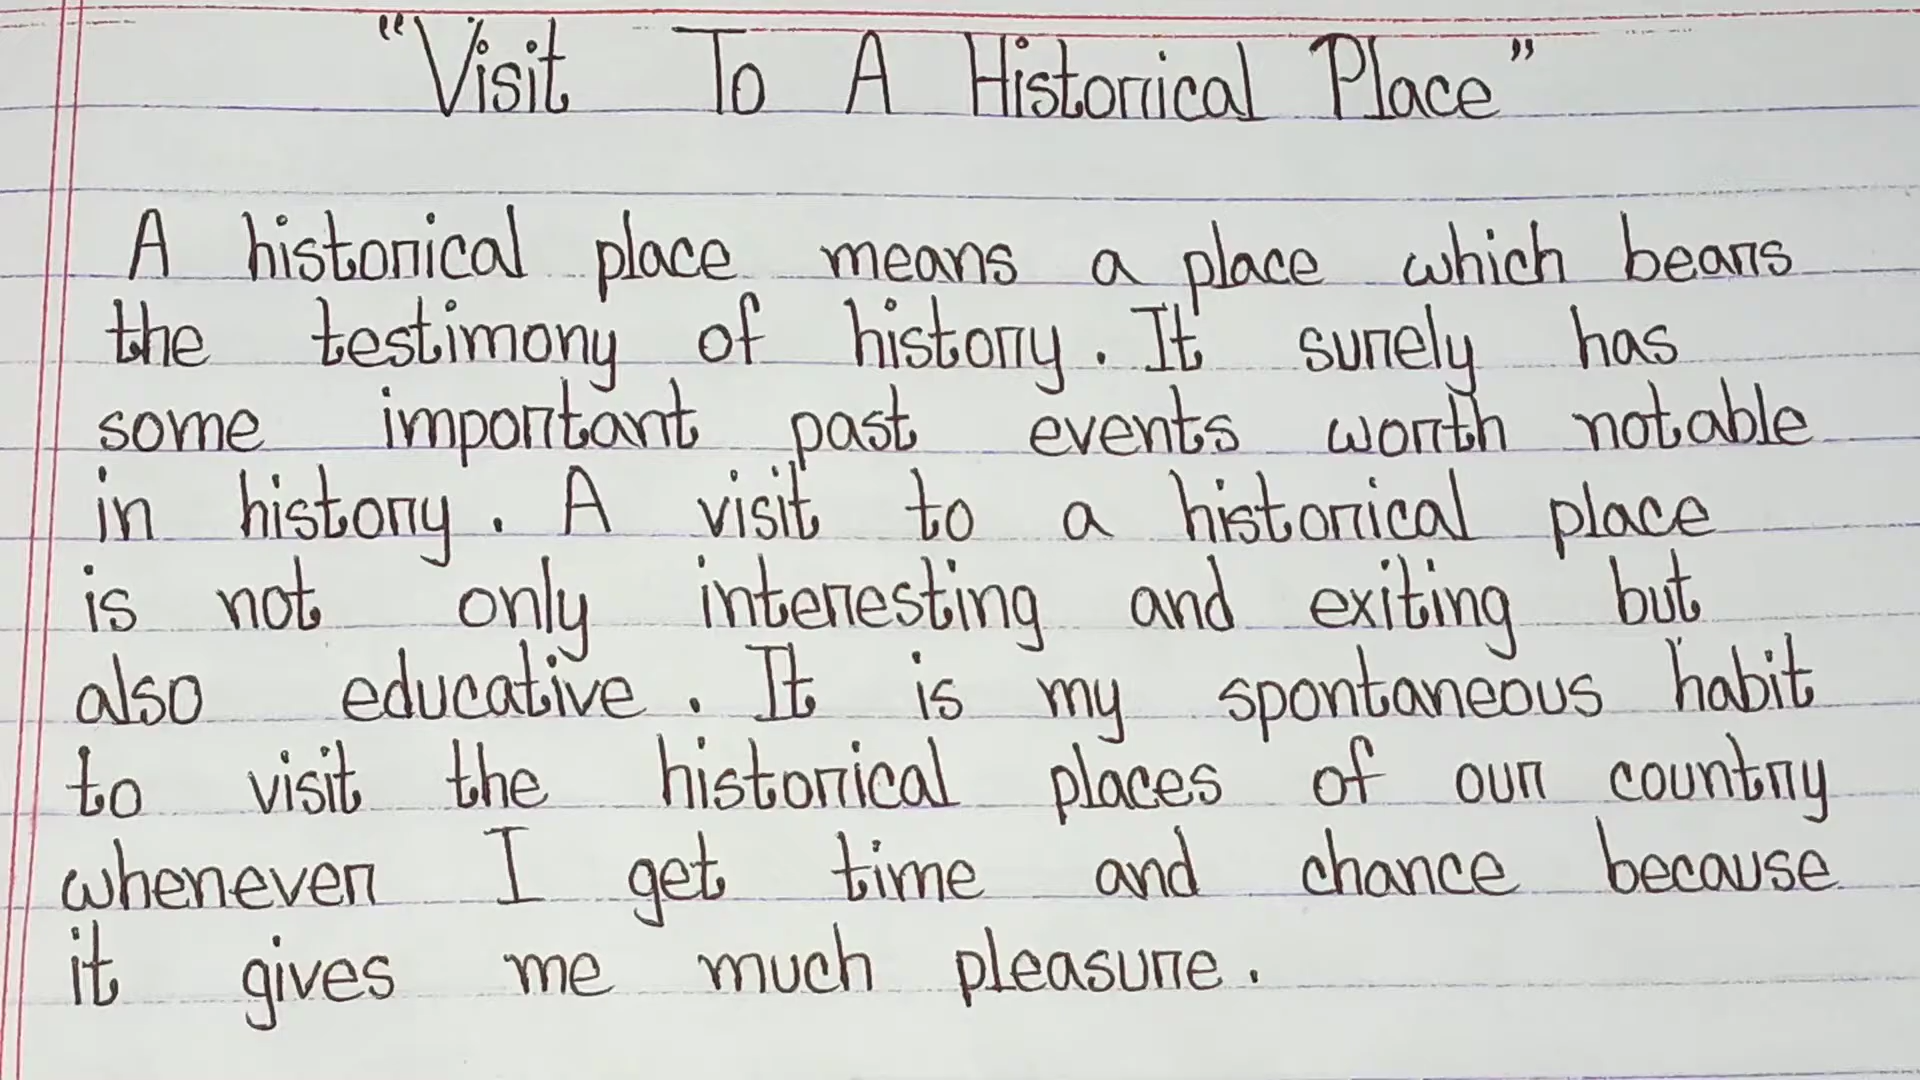 “Visit To A Historical Place”
A historical place means a place which bears
the testimony of history. It surely has
some important past events worth notable
in history. A visit to a historical place
is not only interesting and exiting but
also educative. It is my spontaneous habit
to visit the historical places of our country
whenever I get time and chance because
it gives me much pleasure.